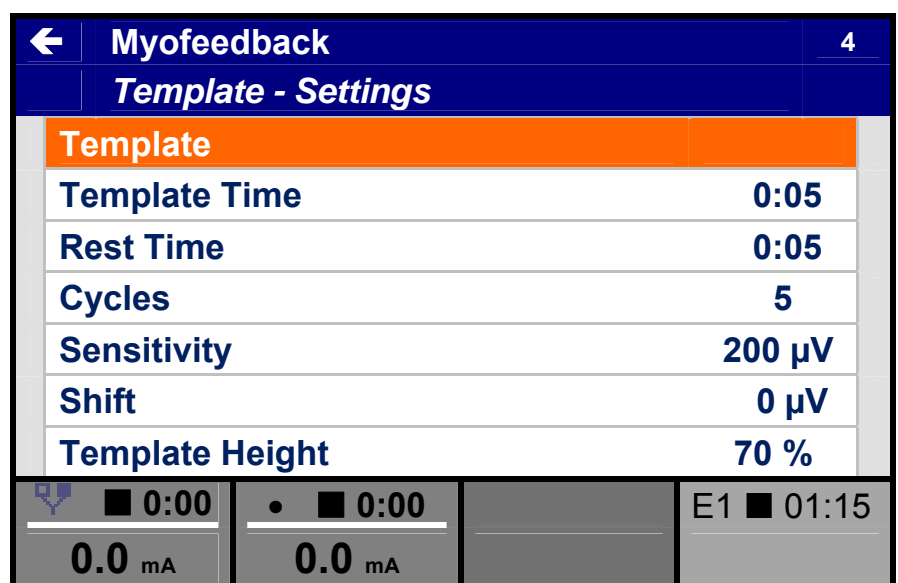 Myofeedback 4
Template - Settings
Template
Template Time 0:05
Rest Time 0:05
Cycles 5
Sensitivity 200 µV
Shift 0 µV
Template Height 70 %
0:00 0:00 E1 01:15
0.0 mA 0.0 mA